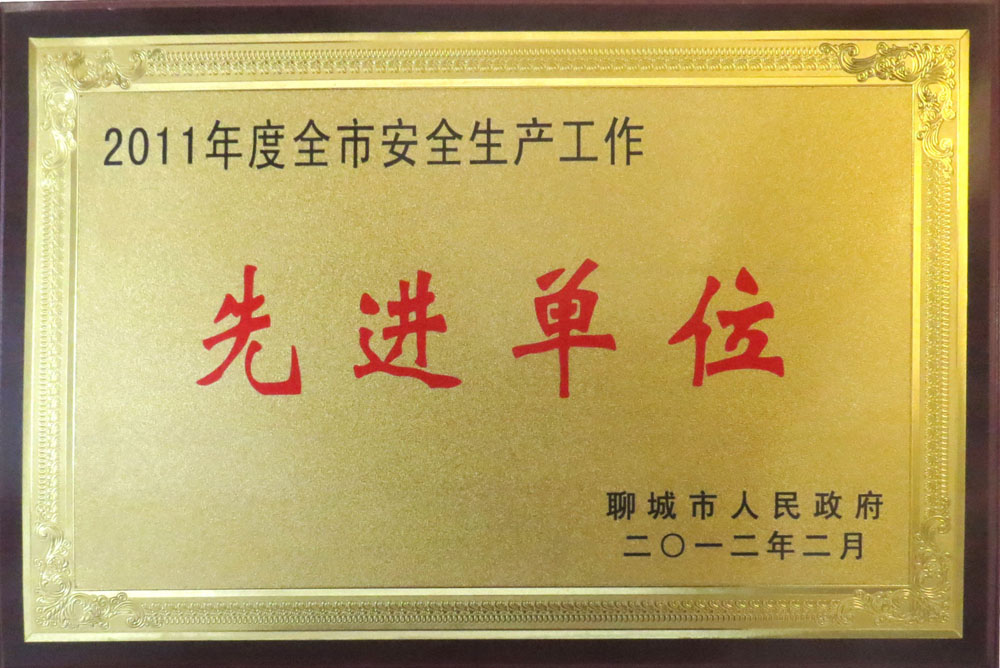 2011年度全市安全生产工作
先进单位
聊城市人民政府
二〇一二年二月